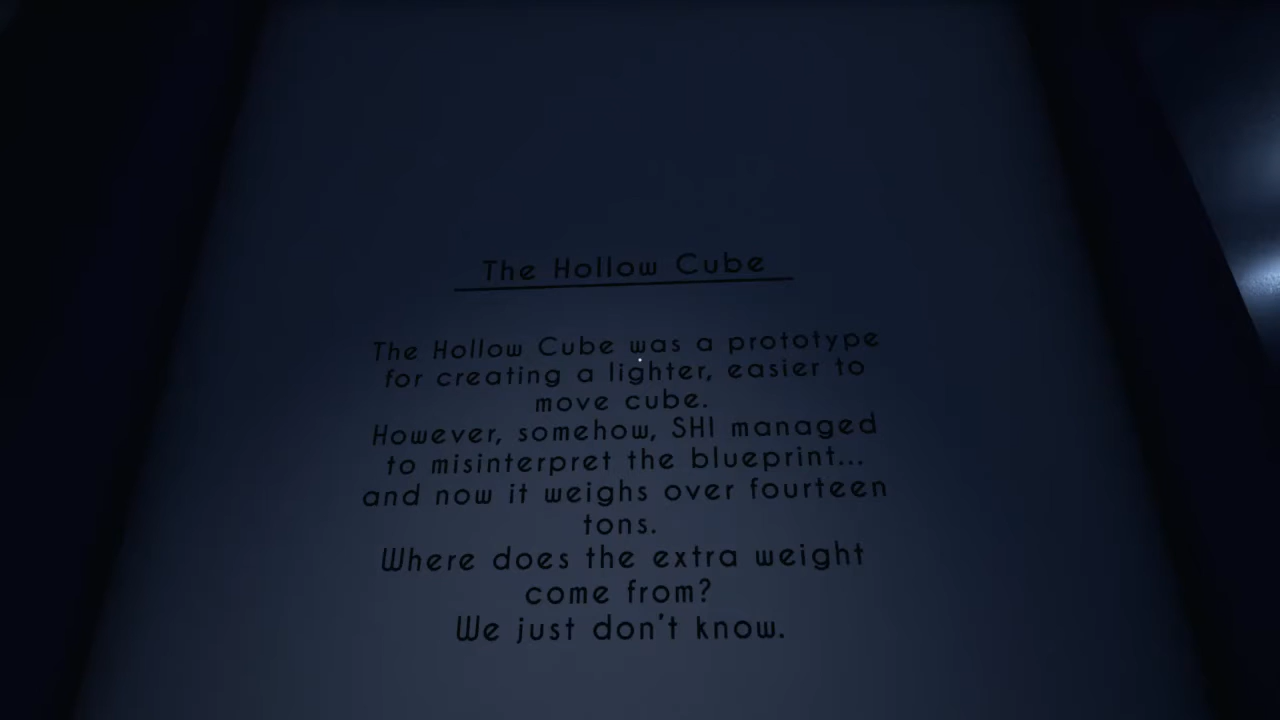 The Hollow Cube
The Hollow Cube was a prototype
for creating a lighter, easier to
move cube.
However, somehow, SHI managed
to misinterpret the blueprint...
and now it weighs over fourteen
tons.
Where does the extra weight
come from?
We just don't know.